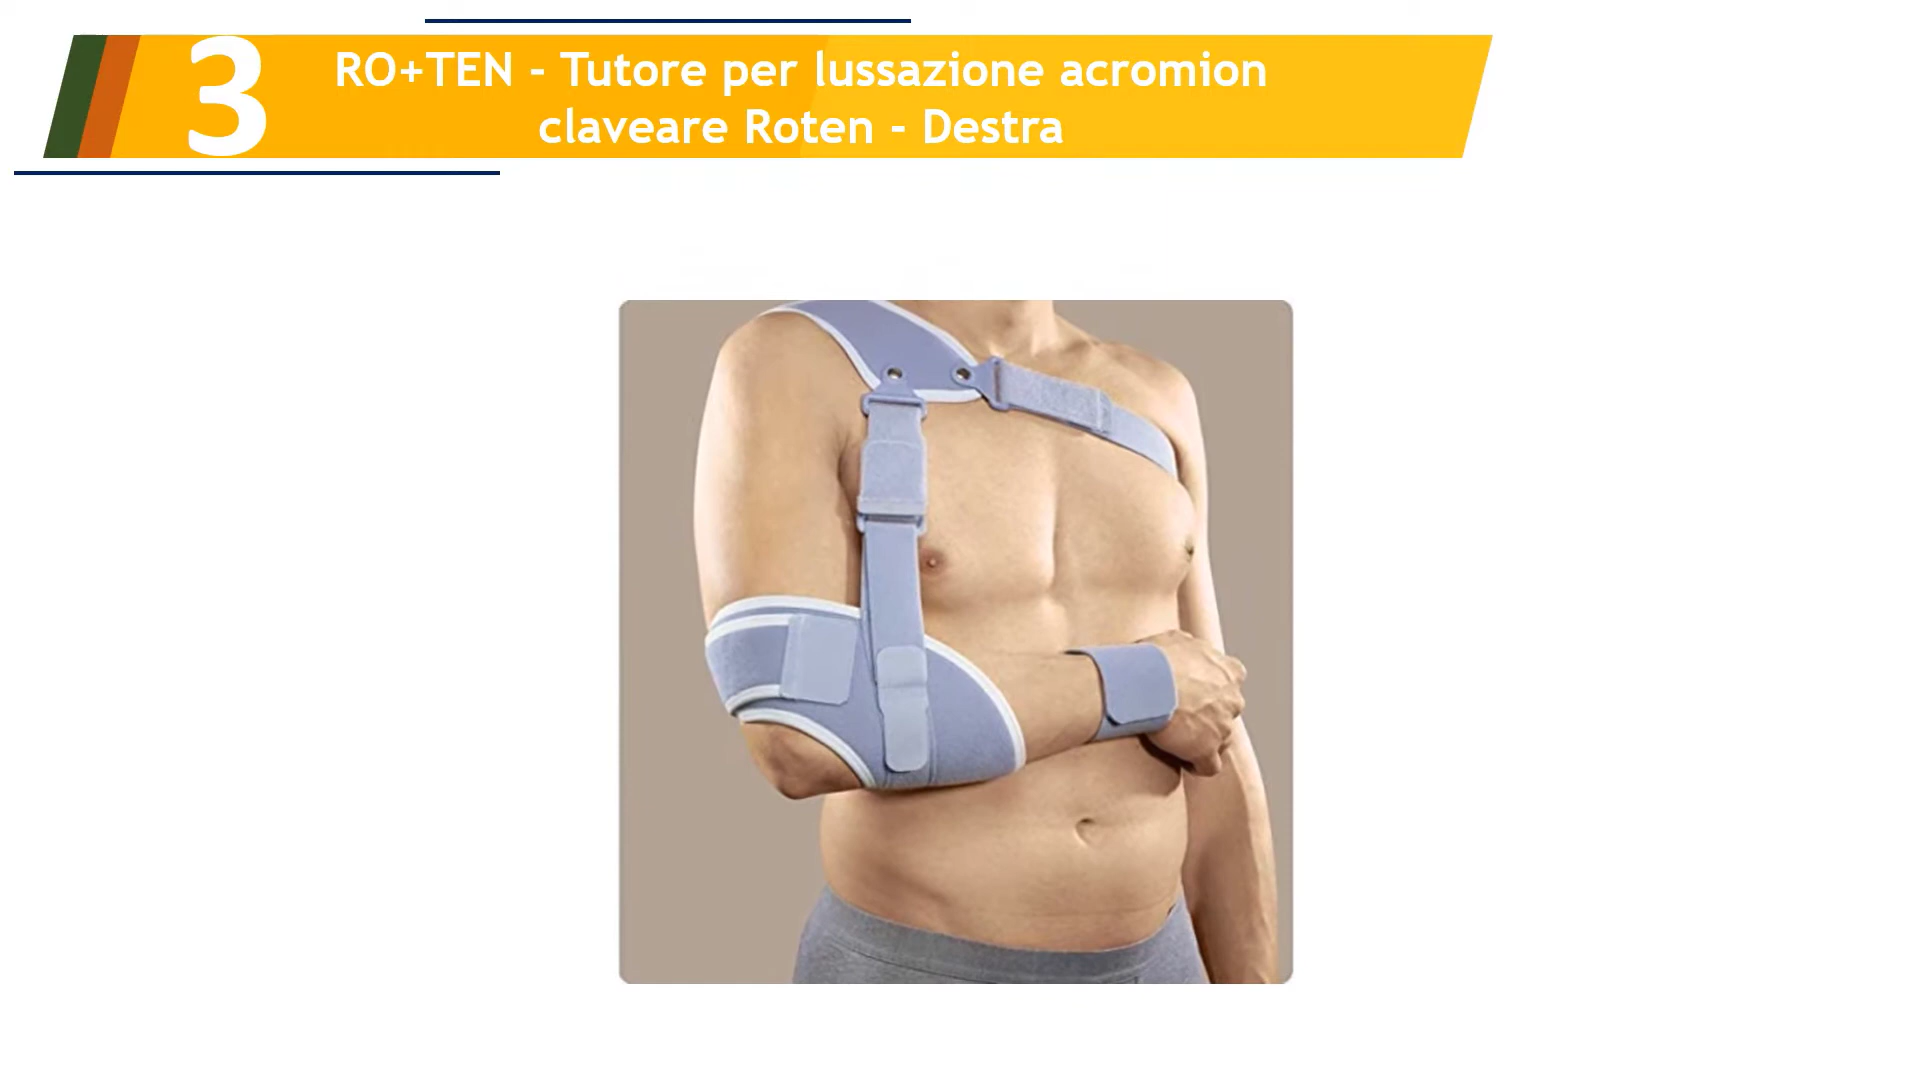 3
RO+TEN - Tutore per lussazione acromion
claveare Roten - Destra